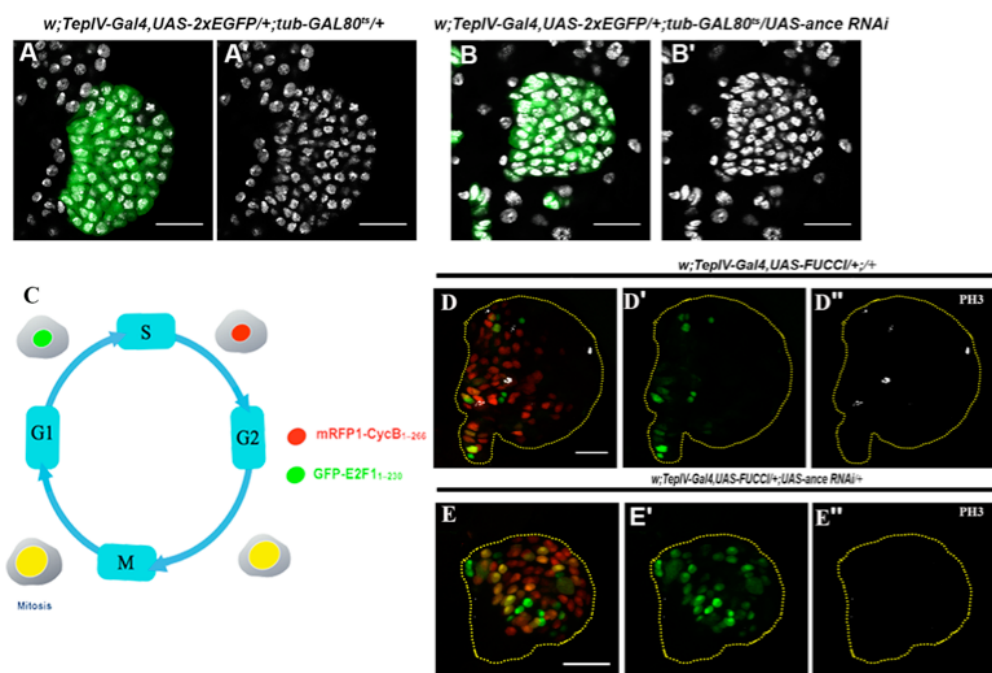 w;TepIV-Gal4,UAS-2xEGFP/+;tub-GAL80ts/+
w;TepIV-Gal4,UAS-2xEGFP/+;tub-GAL80ts/UAS-ance RNAi
A
A'
B
B'
w;TepIV-Gal4,UAS-FUCCI/+;/+
C
D
D'
D''
PH3
S
G1
G2
M
Mitosis
mRFP1-CycB1-266
GFP-E2F11-230
w;TepIV-Gal4,UAS-FUCCI/+;UAS-ance RNAi/+
E
E'
E''
PH3